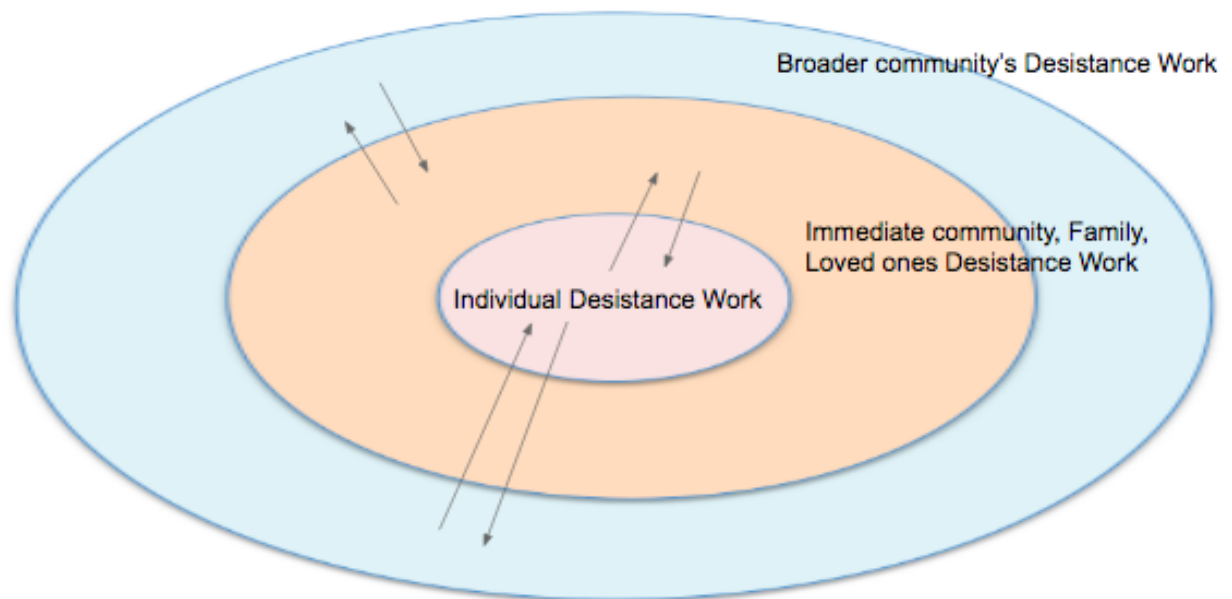 Broader community's Desistance Work
Immediate community, Family,
Loved ones Desistance Work
Individual Desistance Work